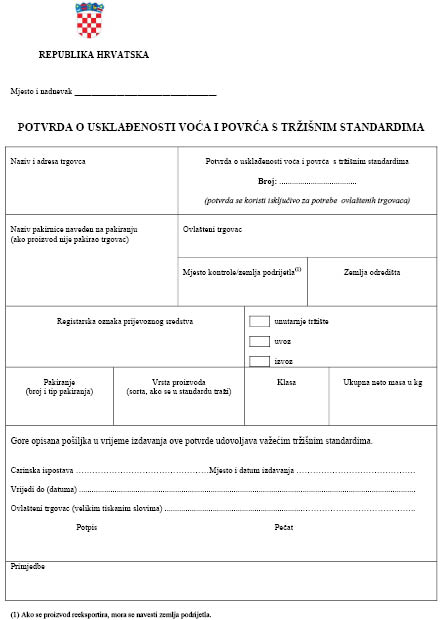 REPUBLIKA HRVATSKA
Mjesto i nadnevak ___________________________________
POTVRDA O USKLAĐENOSTI VOĆA I POVRĆA S TRŽIŠNIM STANDARDIMA
Naziv i adresa trgovca
Potvrda o usklađenosti voća i povrća s tržišnim standardima
Broj: .....................................
(potvrda se koristi isključivo za potrebe ovlaštenih trgovaca)
Naziv pakirnice naveden na pakiranju
(ako proizvod nije pakirao trgovac)
Ovlašteni trgovac
Mjesto kontrole/zemlja podrijetla(1)
Zemlja odredišta
Registarska oznaka prijevoznog sredstva
unutarnje tržište
uvoz
izvoz
Pakiranje
(broj i tip pakiranja)
Vrsta proizvoda
(sorta, ako se u standardu traži)
Klasa
Ukupna neto masa u kg
Gore opisana pošiljka u vrijeme izdavanja ove potvrde udovoljava važećim tržišnim standardima.
Carinska ispostava ……………………………………………Mjesto i datum izdavanja ………………………………………
Vrijedi do (datuma) ................................................................................
Ovlašteni trgovac (velikim tiskanim slovima) ................................................................................
Potpis Pečat
Primjedbe
(1) Ako se proizvod reeksportira, mora se navesti zemlja podrijetla.